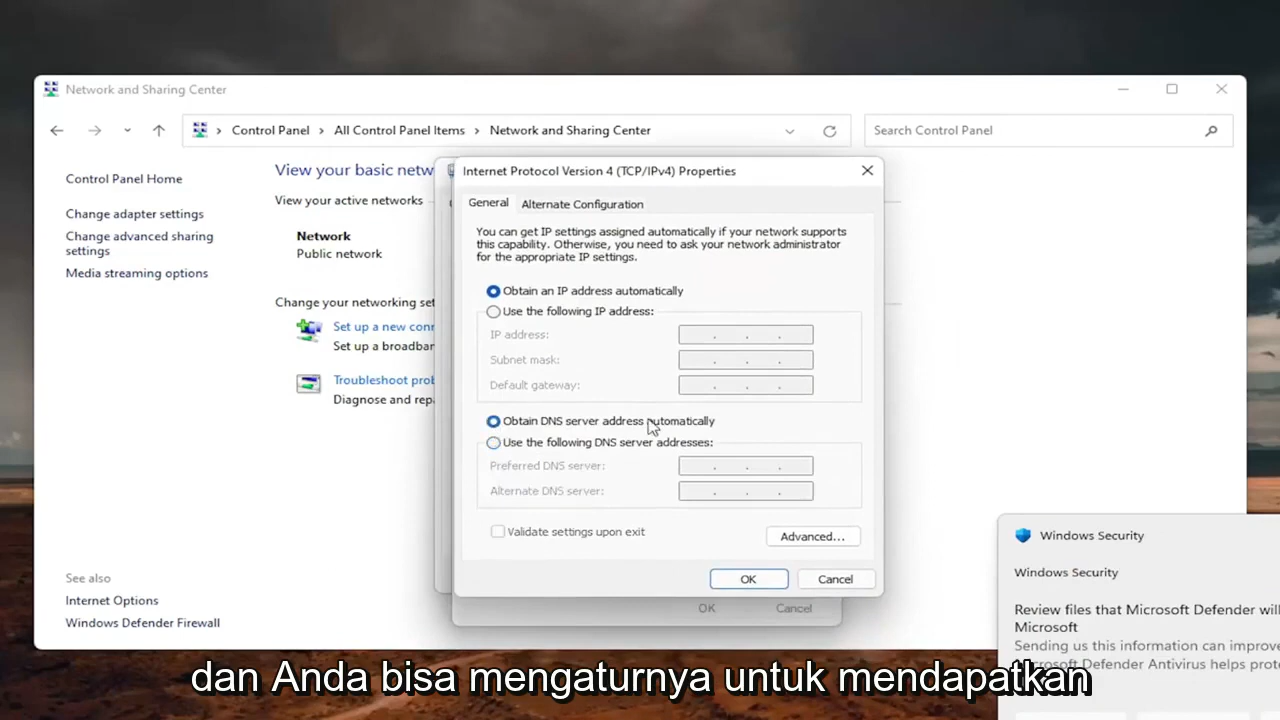 Network and Sharing Center
Control Panel
All Control Panel Items
Network and Sharing Center
Search Control Panel
Control Panel Home
Change adapter settings
Change advanced sharing
settings
Media streaming options
See also
Internet Options
Windows Defender Firewall
View your basic netw
View your active networks
Network
Public network
Change your networking set
Set up a new conn
Set up a broadbar
Troubleshoot prob
Diagnose and repa
Internet Protocol Version 4 (TCP/IPv4) Properties
General
Alternate Configuration
You can get IP settings assigned automatically if your network supports
this capability. Otherwise, you need to ask your network administrator
for the appropriate IP settings.
Obtain an IP address automatically
Use the following IP address:
IP address:
Subnet mask:
Default gateway:
Obtain DNS server address automatically
Use the following DNS server addresses:
Preferred DNS server:
Alternate DNS server:
Validate settings upon exit
Advanced...
OK
Cancel
OK
Cancel
Windows Security
Windows Security
Review files that Microsoft Defender wi
Microsoft
Sending us this information can improve
Microsoft Defender Antivirus helps prot
dan Anda bisa mengaturnya untuk mendapatkan